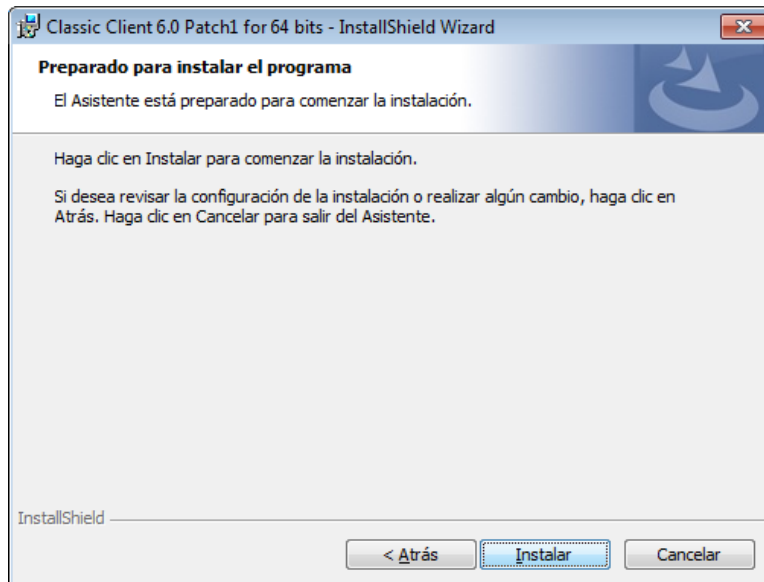 Classic Client 6.0 Patch1 for 64 bits - InstallShield Wizard
Preparado para instalar el programa
El Asistente está preparado para comenzar la instalación.
Haga clic en Instalar para comenzar la instalación.
Si desea revisar la configuración de la instalación o realizar algún cambio, haga clic en
Atrás. Haga clic en Cancelar para salir del Asistente.
InstallShield
< Atrás Instalar Cancelar